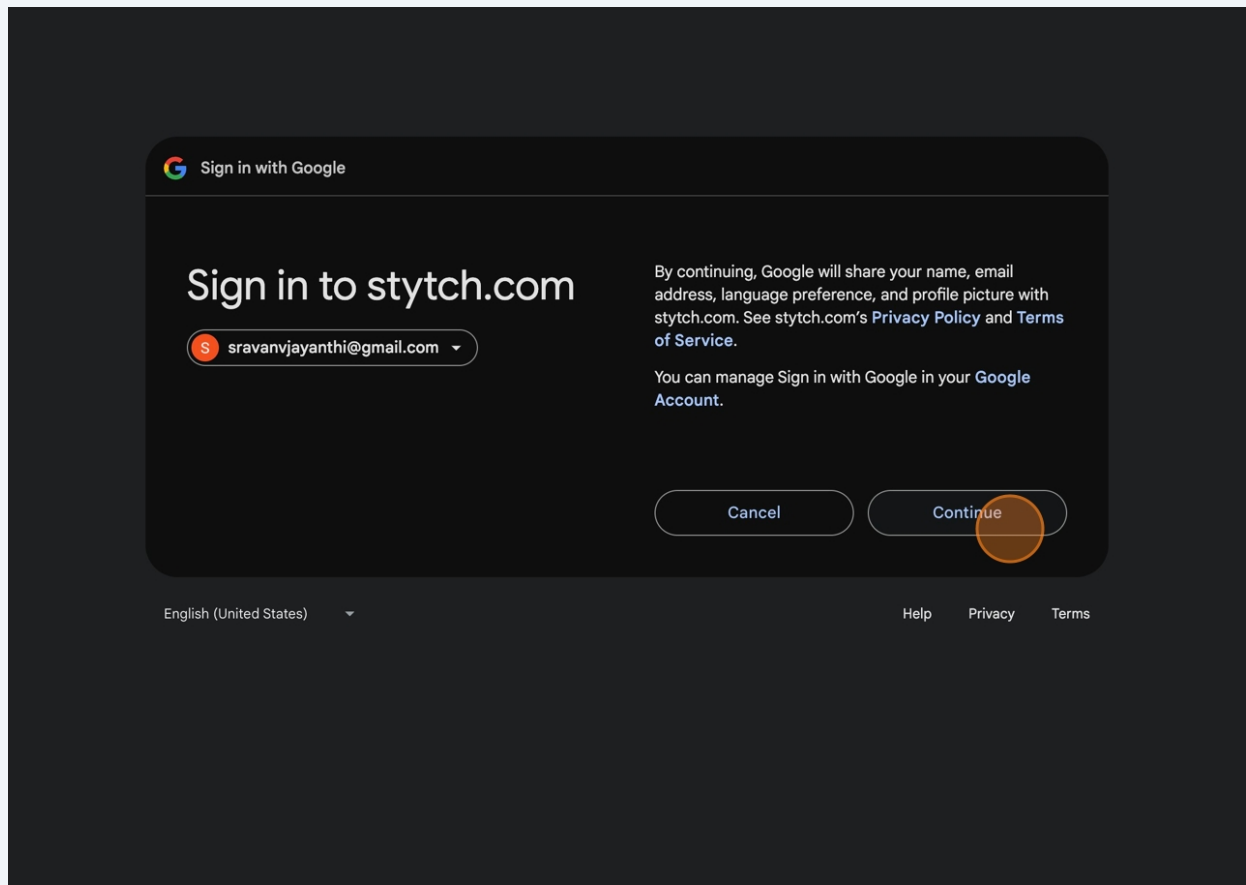 Sign in with Google
Sign in to stytch.com
S sravanvjayanthi@gmail.com
By continuing, Google will share your name, email
address, language preference, and profile picture with
stytch.com. See stytch.com’s Privacy Policy and Terms
of Service.
You can manage Sign in with Google in your Google
Account.
Cancel Continue
English (United States) Help Privacy Terms